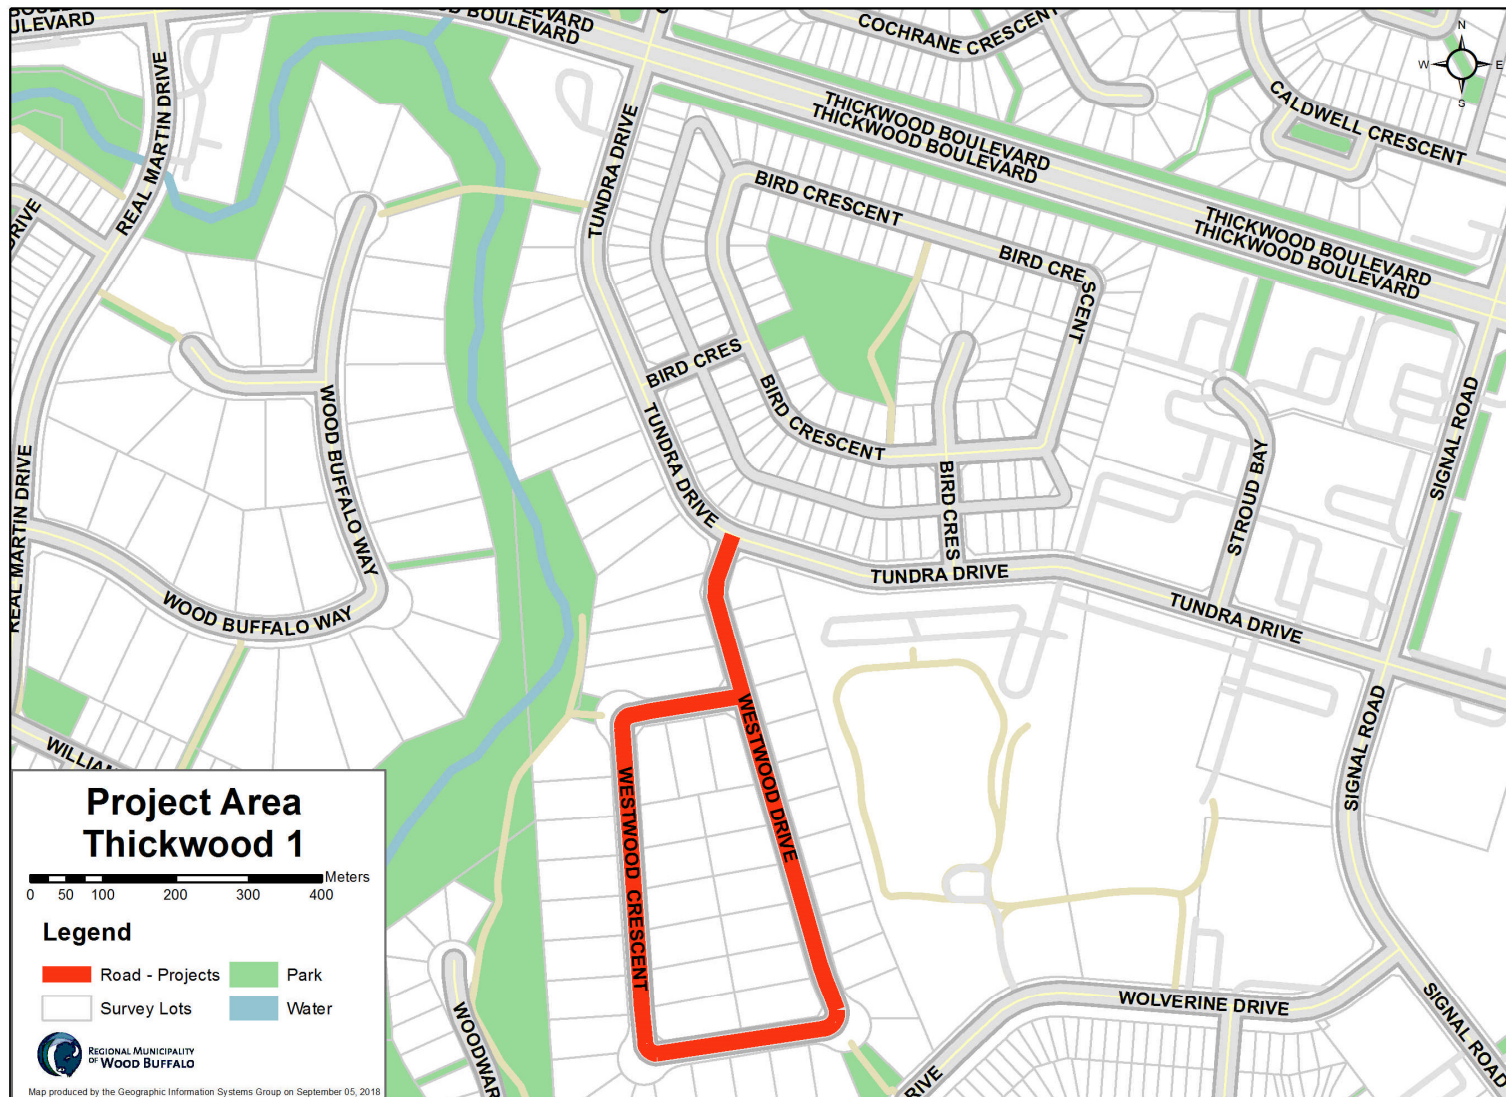 BOULEVARD
BOULEVARD
COCHRANE CRESCENT
N
W
E
S
REAL MARTIN DRIVE
TUNDRA DRIVE
THICKWOOD BOULEVARD
THICKWOOD BOULEVARD
CALDWELL CRESCENT
BIRD CRESCENT
THICKWOOD BOULEVARD
THICKWOOD BOULEVARD
BIRD CRESCENT
DRIVE
BIRD CRES
BIRD CRESCENT
TUNDRA DRIVE
WOOD BUFFALO WAY
SIGNAL ROAD
STROUD BAY
BIRD CRES
REAL MARTIN DRIVE
TUNDRA DRIVE
TUNDRA DRIVE
WOOD BUFFALO WAY
WESTWOOD DRIVE
SIGNAL ROAD
WESTWOOD CRESCENT
WILLIAM
WOLVERINE DRIVE
SIGNAL ROAD
WOODWAR
DRIVE
Project Area
Thickwood 1
Meters
0 50 100 200 300 400
Legend
Road - Projects
Park
Survey Lots
Water
REGIONAL MUNICIPALITY
OF WOOD BUFFALO
Map produced by the Geographic Information Systems Group on September 05, 2018